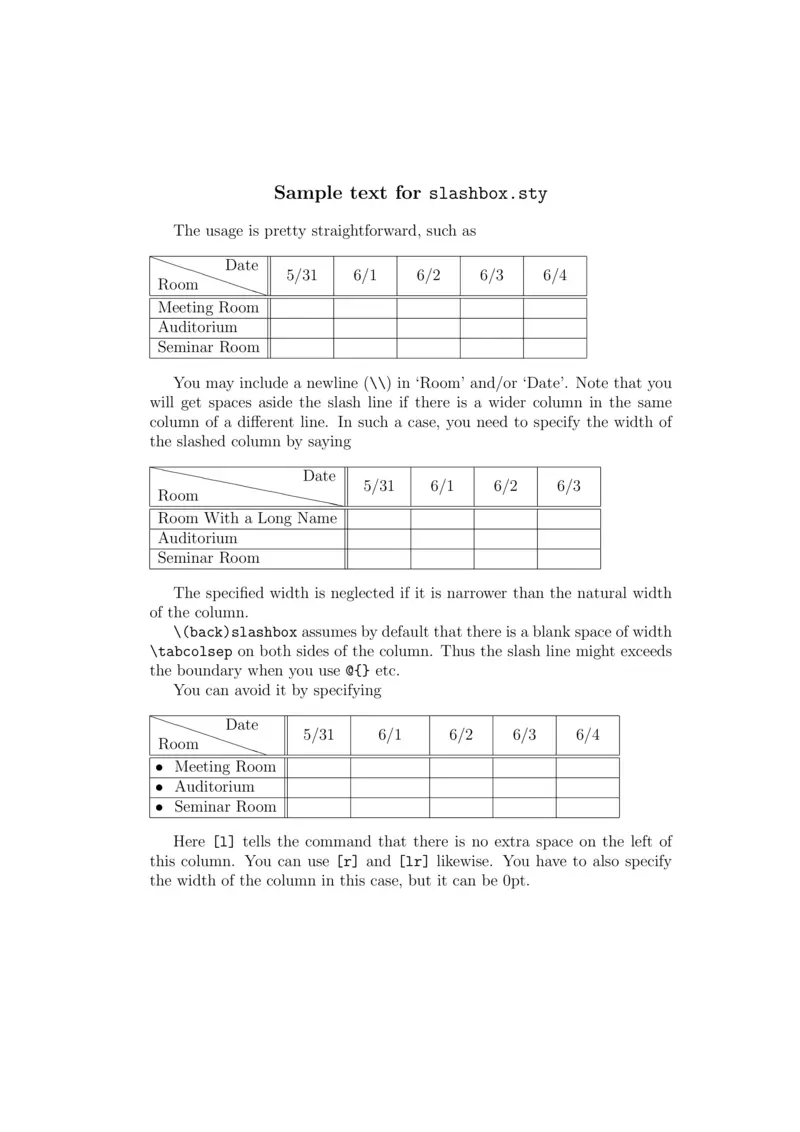 Sample text for slashbox.sty
The usage is pretty straightforward, such as
Date
Room
5/31 6/1 6/2 6/3 6/4
Meeting Room
Auditorium
Seminar Room
You may include a newline (\\) in ‘Room’ and/or ‘Date’. Note that you
will get spaces aside the slash line if there is a wider column in the same
column of a different line. In such a case, you need to specify the width of
the slashed column by saying
Date
Room
5/31 6/1 6/2 6/3
Room With a Long Name
Auditorium
Seminar Room
The specified width is neglected if it is narrower than the natural width
of the column.
\(back)slashbox assumes by default that there is a blank space of width
\tabcolsep on both sides of the column. Thus the slash line might exceeds
the boundary when you use @{} etc.
You can avoid it by specifying
Date
Room
5/31 6/1 6/2 6/3 6/4
• Meeting Room
• Auditorium
• Seminar Room
Here [l] tells the command that there is no extra space on the left of
this column. You can use [r] and [lr] likewise. You have to also specify
the width of the column in this case, but it can be 0pt.